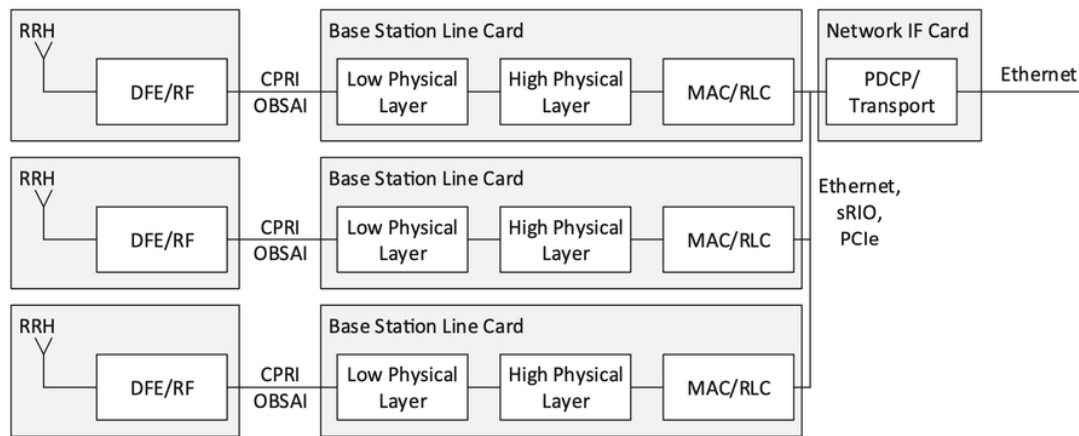 RRH
DFE/RF
CPRI
OBSAI
Base Station Line Card
Low Physical
Layer
High Physical
Layer
MAC/RLC
Network IF Card
PDCP/
Transport
Ethernet
RRH
DFE/RF
CPRI
OBSAI
Base Station Line Card
Low Physical
Layer
High Physical
Layer
MAC/RLC
Ethernet,
sRIO,
PCIe
RRH
DFE/RF
CPRI
OBSAI
Base Station Line Card
Low Physical
Layer
High Physical
Layer
MAC/RLC